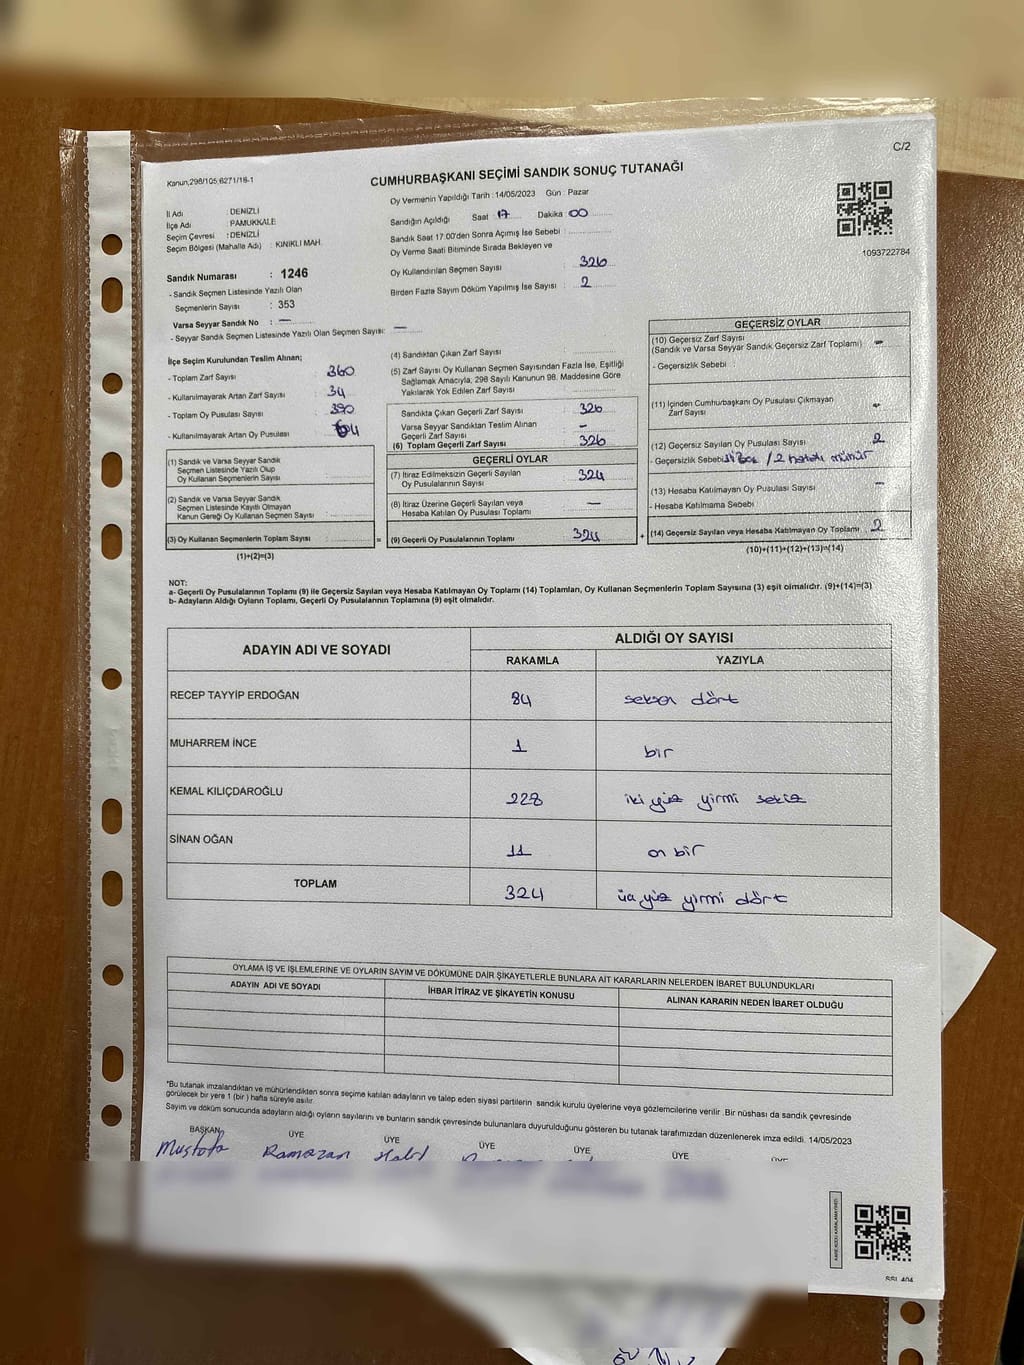 C/2
Kanun,298/105,6271/18-1
CUMHURBAŞKANI SEÇİMİ SANDIK SONUÇ TUTANAĞI
İl Adı : DENİZLİ
İlçe Adı : PAMUKKALE
Seçim Çevresi : DENİZLİ
Seçim Bölgesi (Mahalle Adı) : KINIKLI MAH.
Sandık Numarası : 1246
- Sandık Seçmen Listesinde Yazılı Olan
Seçmenlerin Sayısı : 353
Varsa Seyyar Sandık No : —
- Seyyar Sandık Seçmen Listesinde Yazılı Olan Seçmen Sayısı: —
Oy Vermenin Yapıldığı Tarih : 14/05/2023 Gün : Pazar
Sandığın Açıldığı Saat 17 Dakika 00
Sandık Saat 17:00'den Sonra Açımış İse Sebebi :
Oy Verme Saati Bitiminde Sırada Bekleyen ve
Oy Kullandırılan Seçmen Sayısı : 326
Birden Fazla Sayım Döküm Yapılmış İse Sayısı : 2
1093722784
İlçe Seçim Kurulundan Teslim Alınan;
- Toplam Zarf Sayısı : 360
- Kullanılmayarak Artan Zarf Sayısı : 34
- Toplam Oy Pusulası Sayısı : 390
- Kullanılmayarak Artan Oy Pusulası : 64
(1) Sandık ve Varsa Seyyar Sandık
Seçmen Listesinde Yazılı Olup
Oy Kullanan Seçmenlerin Sayısı :
(2) Sandık ve Varsa Seyyar Sandık
Seçmen Listesinde Kayıtlı Olmayan
Kanun Gereği Oy Kullanan Seçmen Sayısı :
(3) Oy Kullanan Seçmenlerin Toplam Sayısı :
(1)+(2)=(3)
=
(4) Sandıktan Çıkan Zarf Sayısı :
(5) Zarf Sayısı Oy Kullanan Seçmen Sayısından Fazla İse, Eşitliği
Sağlamak Amacıyla, 298 Sayılı Kanunun 98. Maddesine Göre
Yakılarak Yok Edilen Zarf Sayısı :
Sandıkta Çıkan Geçerli Zarf Sayısı : 326
Varsa Seyyar Sandıktan Teslim Alınan
Geçerli Zarf Sayısı : —
(6) Toplam Geçerli Zarf Sayısı : 326
GEÇERLİ OYLAR
(7) İtiraz Edilmeksizin Geçerli Sayılan
Oy Pusulalarının Sayısı : 324
(8) İtiraz Üzerine Geçerli Sayılan veya
Hesaba Katılan Oy Pusulası Toplamı : —
(9) Geçerli Oy Pusulalarının Toplamı : 324
+
GEÇERSİZ OYLAR
(10) Geçersiz Zarf Sayısı
(Sandık ve Varsa Seyyar Sandık Geçersiz Zarf Toplamı) : —
- Geçersizlik Sebebi :
(11) İçinden Cumhurbaşkanı Oy Pusulası Çıkmayan
Zarf Sayısı : —
(12) Geçersiz Sayılan Oy Pusulası Sayısı : 2
- Geçersizlik Sebebi / 2 hatalı mühür
(13) Hesaba Katılmayan Oy Pusulası Sayısı : —
- Hesaba Katılmama Sebebi :
(14) Geçersiz Sayılan veya Hesaba Katılmayan Oy Toplamı : 2
(10)+(11)+(12)+(13)=(14)
NOT:
a- Geçerli Oy Pusulalarının Toplamı (9) ile Geçersiz Sayılan veya Hesaba Katılmayan Oy Toplamı (14) Toplamları, Oy Kullanan Seçmenlerin Toplam Sayısına (3) eşit olmalıdır. (9)+(14)=(3)
b- Adayların Aldığı Oyların Toplamı, Geçerli Oy Pusulalarının Toplamına (9) eşit olmalıdır.
ADAYIN ADI VE SOYADI ALDIĞI OY SAYISI
RAKAMLA YAZIYLA
RECEP TAYYİP ERDOĞAN 84 seksen dört
MUHARREM İNCE 1 bir
KEMAL KILIÇDAROĞLU 228 iki yüz yirmi sekiz
SİNAN OĞAN 11 on bir
TOPLAM 324 üç yüz yirmi dört
OYLAMA İŞ VE İŞLEMLERİNE VE OYLARIN SAYIM VE DÖKÜMÜNE DAİR ŞİKAYETLERLE BUNLARA AİT KARARLARIN NELERDEN İBARET BULUNDUKLARI
ADAYIN ADI VE SOYADI İHBAR İTİRAZ VE ŞİKAYETİN KONUSU ALINAN KARARIN NEDEN İBARET OLDUĞU
*Bu tutanak imzalandıktan ve mühürlendikten sonra seçime katılan adayların ve talep eden siyasi partilerin sandık kurulu üyelerine veya gözlemcilerine verilir. Bir nüshası da sandık çevresinde
görülecek bir yere 1 (bir) hafta süreyle asılır.
Sayım ve döküm sonucunda adayların aldığı oyların sayılarını ve bunların sandık çevresinde bulunanlara duyurulduğunu gösteren bu tutanak tarafımızdan düzenlenerek imza edildi. 14/05/2023
BAŞKAN ÜYE ÜYE ÜYE ÜYE ÜYE ÜYE
Mustafa Ramazan Halil